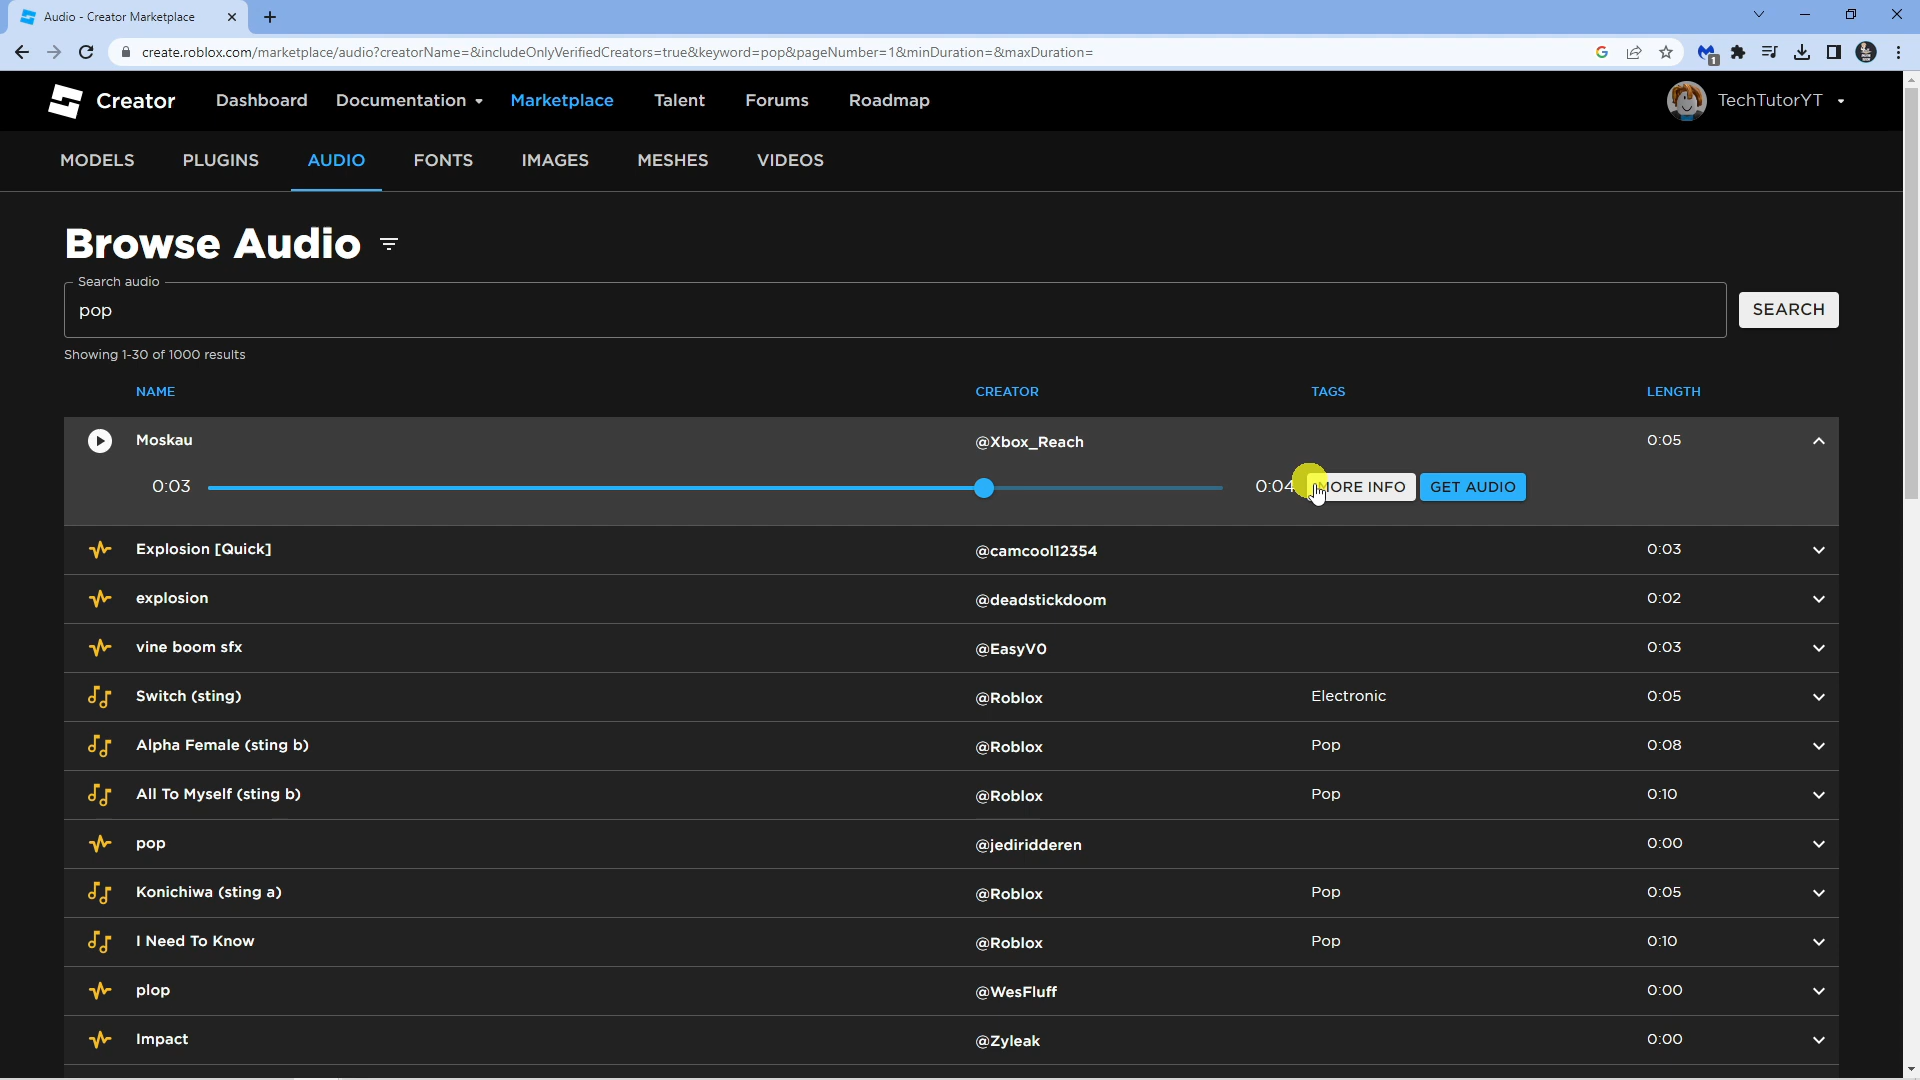 Audio - Creator Marketplace
create.roblox.com/marketplace/audio?creatorName=&includeOnlyVerifiedCreators=true&keyword=pop&pageNumber=1&minDuration=&maxDuration=
1
Creator Dashboard Documentation Marketplace Talent Forums Roadmap TechTutorYT
MODELS PLUGINS AUDIO FONTS IMAGES MESHES VIDEOS
Browse Audio
Search audio
pop
SEARCH
Showing 1-30 of 1000 results
NAME CREATOR TAGS LENGTH
Moskau @Xbox_Reach 0:05
0:03 0:04 MORE INFO GET AUDIO
Explosion [Quick] @camcool12354 0:03
explosion @deadstickdoom 0:02
vine boom sfx @EasyV0 0:03
Switch (sting) @Roblox Electronic 0:05
Alpha Female (sting b) @Roblox Pop 0:08
All To Myself (sting b) @Roblox Pop 0:10
pop @jediridderen 0:00
Konichiwa (sting a) @Roblox Pop 0:05
I Need To Know @Roblox Pop 0:10
plop @WesFluff 0:00
Impact @Zyleak 0:00